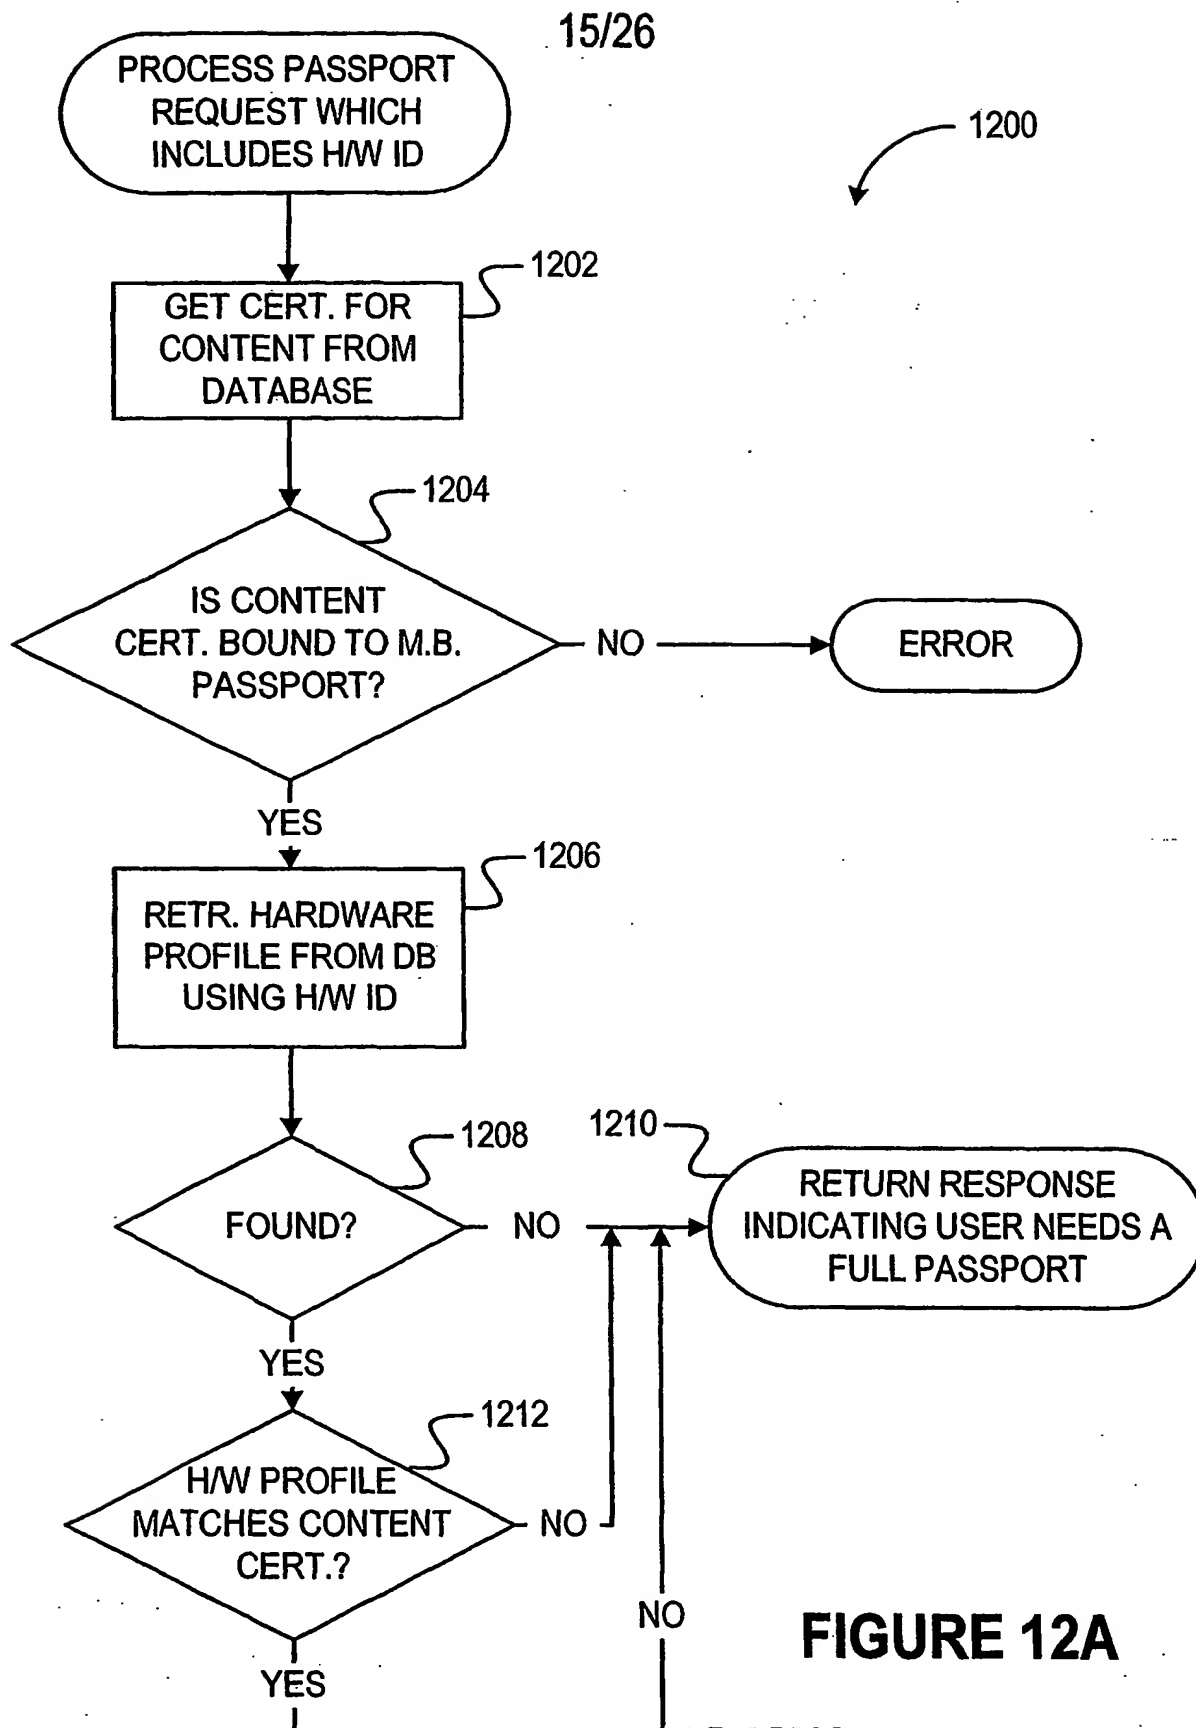 15/26
PROCESS PASSPORT
REQUEST WHICH
INCLUDES H/W ID
1200
1202
GET CERT. FOR
CONTENT FROM
DATABASE
1204
IS CONTENT
CERT. BOUND TO M.B.
PASSPORT?
NO
ERROR
YES
1206
RETR. HARDWARE
PROFILE FROM DB
USING H/W ID
1208
1210
FOUND?
NO
RETURN RESPONSE
INDICATING USER NEEDS A
FULL PASSPORT
YES
1212
H/W PROFILE
MATCHES CONTENT
CERT.?
NO
NO
FIGURE 12A
YES